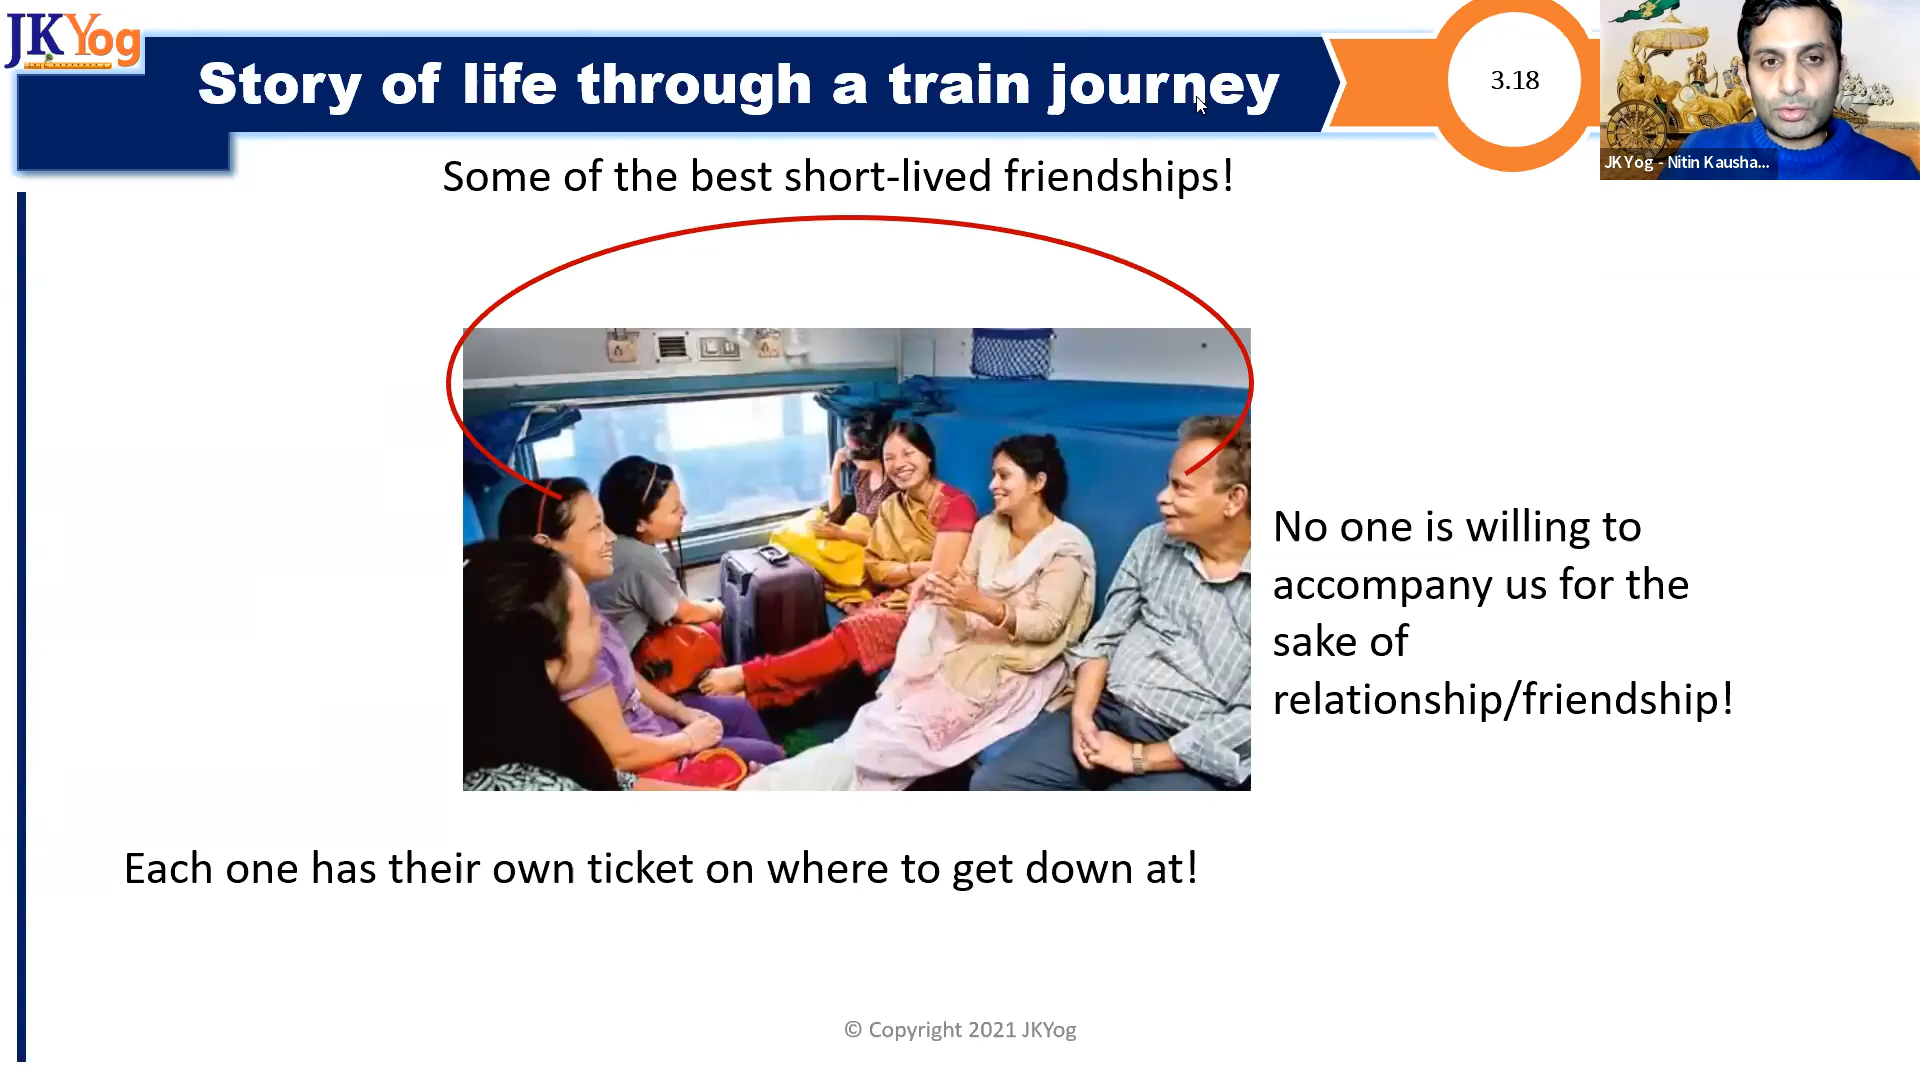 JKYog
Story of life through a train journey
3.18
JK Yog - Nitin Kausha...
Some of the best short-lived friendships!
No one is willing to
accompany us for the
sake of
relationship/friendship!
Each one has their own ticket on where to get down at!
© Copyright 2021 JKYog